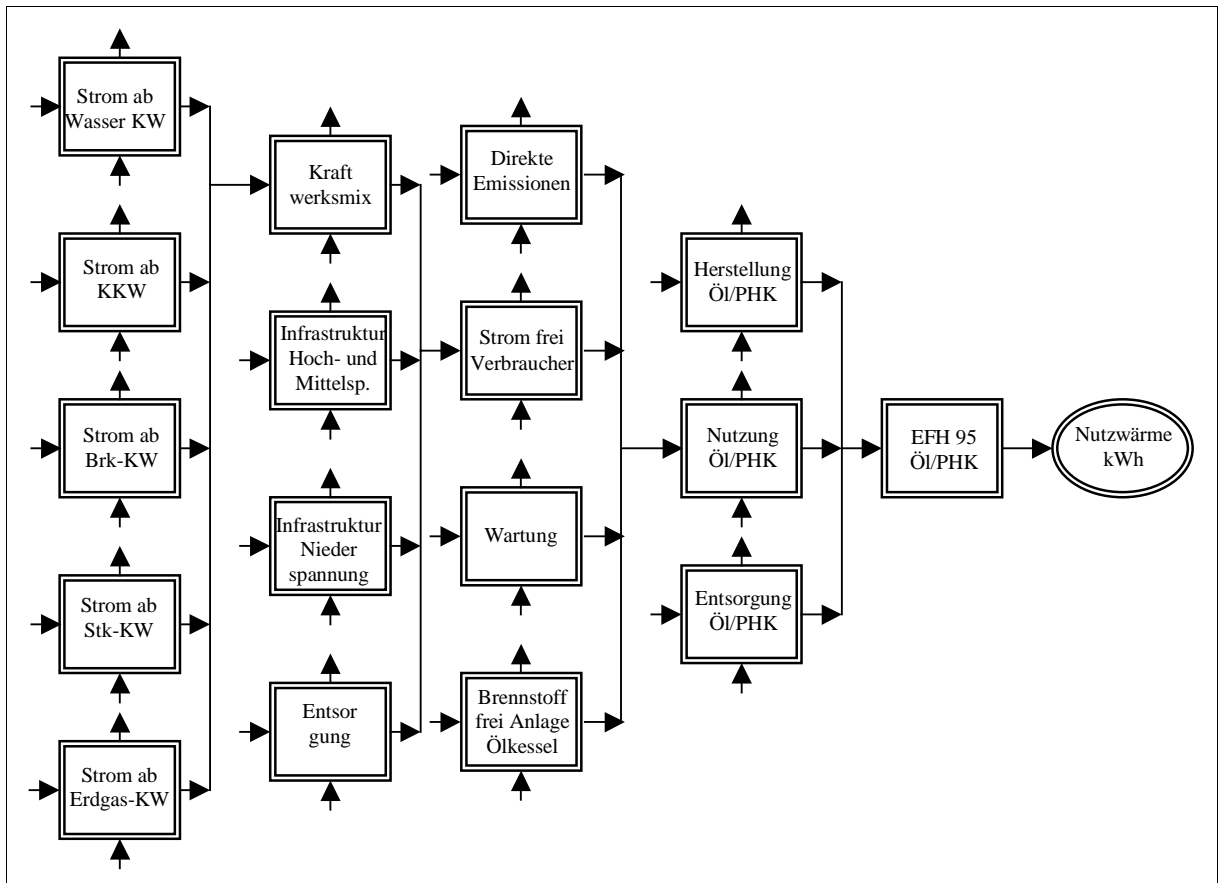 Strom ab
Wasser KW
Strom ab
KKW
Strom ab
Brk-KW
Strom ab
Stk-KW
Strom ab
Erdgas-KW
Kraft
werksmix
Infrastruktur
Hoch- und
Mittelsp.
Infrastruktur
Nieder
spannung
Entsor
gung
Direkte
Emissionen
Strom frei
Verbraucher
Wartung
Brennstoff
frei Anlage
Ölkessel
Herstellung
Öl/PHK
Nutzung
Öl/PHK
Entsorgung
Öl/PHK
EFH 95
Öl/PHK
Nutzwärme
kWh